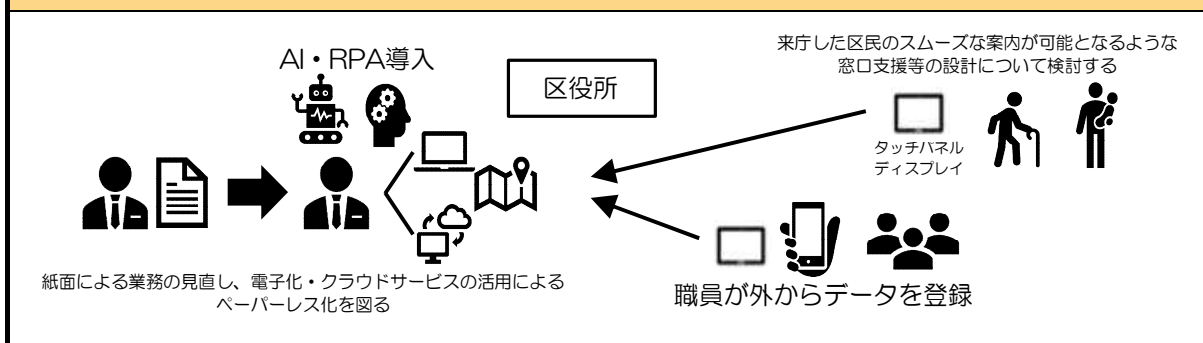 AI・RPA導入
区役所
来庁した区民のスムーズな案内が可能となるような
窓口支援等の設計について検討する
タッチパネル
ディスプレイ
紙面による業務の見直し、電子化・クラウドサービスの活用による
ペーパーレス化を図る
職員が外からデータを登録